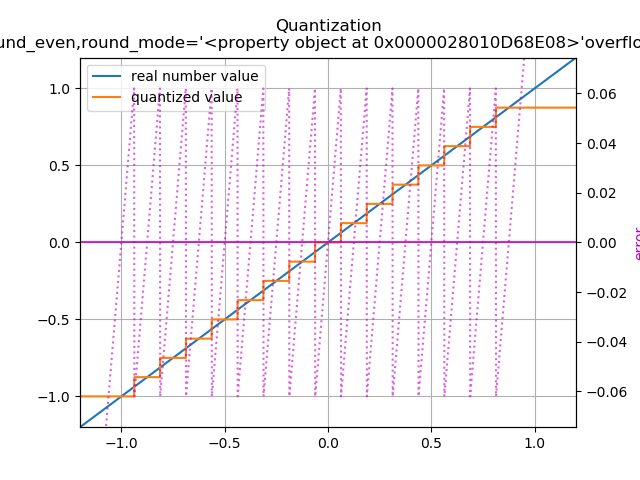 Quantization
und_even,round_mode='<property object at 0x0000028010D68E08>'overflo
real number value
quantized value
1.0
0.5
0.0
−0.5
−1.0
0.06
0.04
0.02
0.00
−0.02
−0.04
−0.06
error
−1.0 −0.5 0.0 0.5 1.0